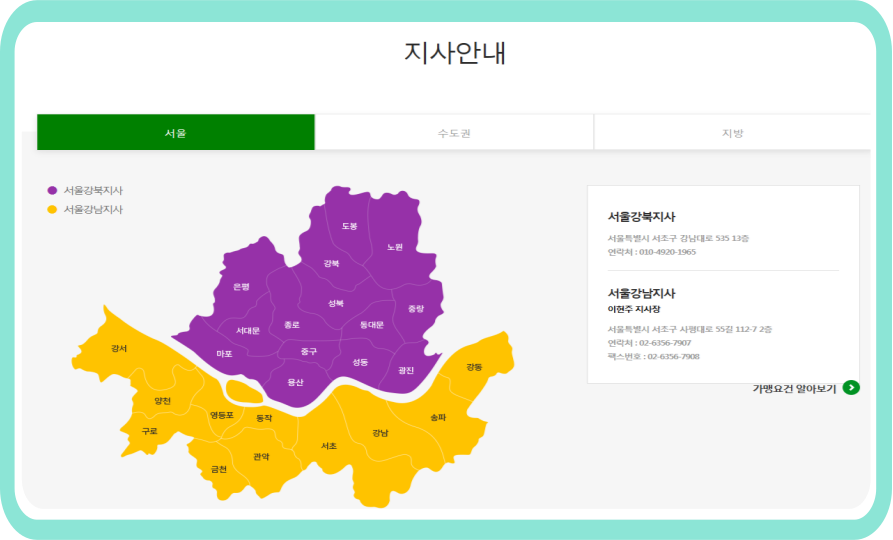 지사안내
서울
수도권
지방
서울강북지사
서울강남지사
도봉
노원
강북
은평
성북
중랑
서대문
종로
동대문
마포
중구
성동
광진
용산
강서
강동
양천
영등포
동작
송파
구로
강남
서초
관악
금천
서울강북지사
서울특별시 서초구 강남대로 535 13층
연락처 : 010-4920-1965
서울강남지사
이현주 지사장
서울특별시 서초구 사평대로 55길 112-7 2층
연락처 : 02-6356-7907
팩스번호 : 02-6356-7908
가맹요건 알아보기